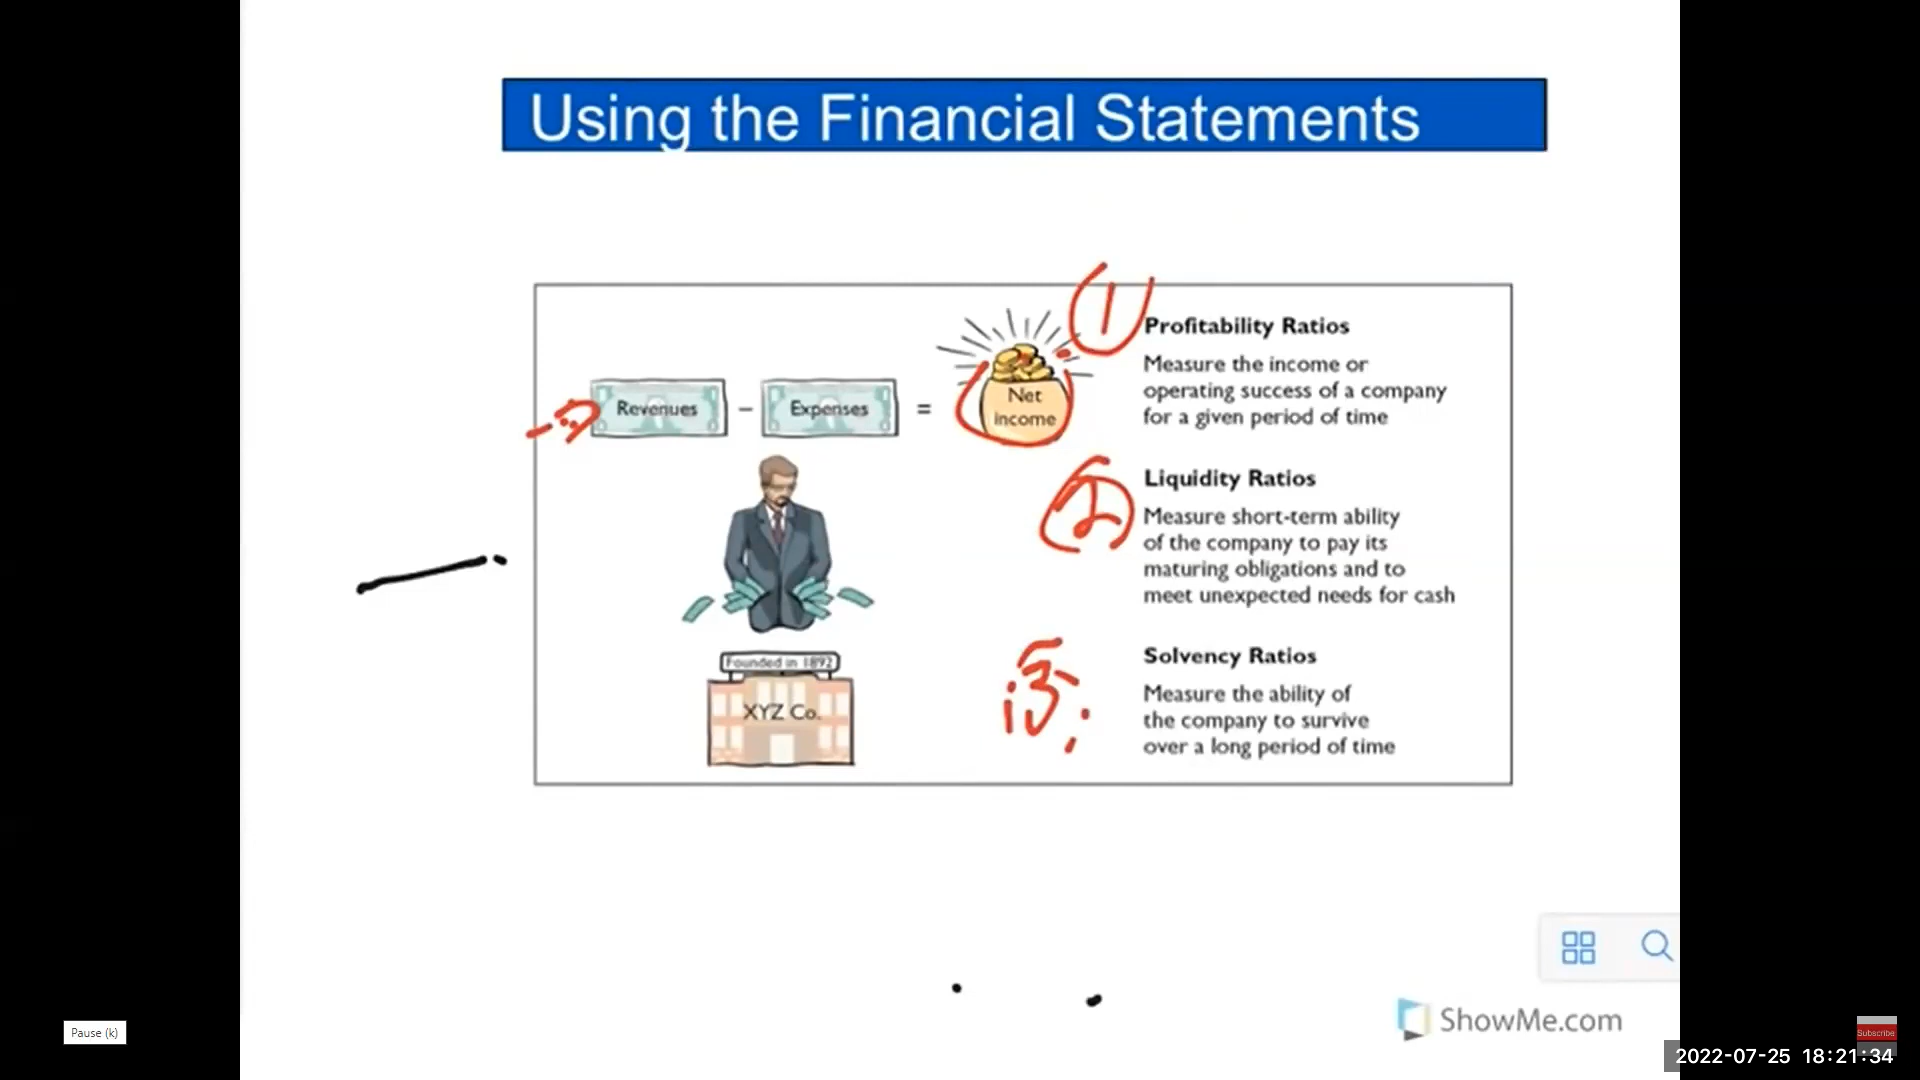 Using the Financial Statements
Revenues - Expenses = Net Income
1
Profitability Ratios
Measure the income or
operating success of a company
for a given period of time
2
Liquidity Ratios
Measure short-term ability
of the company to pay its
maturing obligations and to
meet unexpected needs for cash
Founded in 1892
XYZ Co.
3
Solvency Ratios
Measure the ability of
the company to survive
over a long period of time
ShowMe.com
Pause (k)
Subscribe
2022-07-25 18:21:34